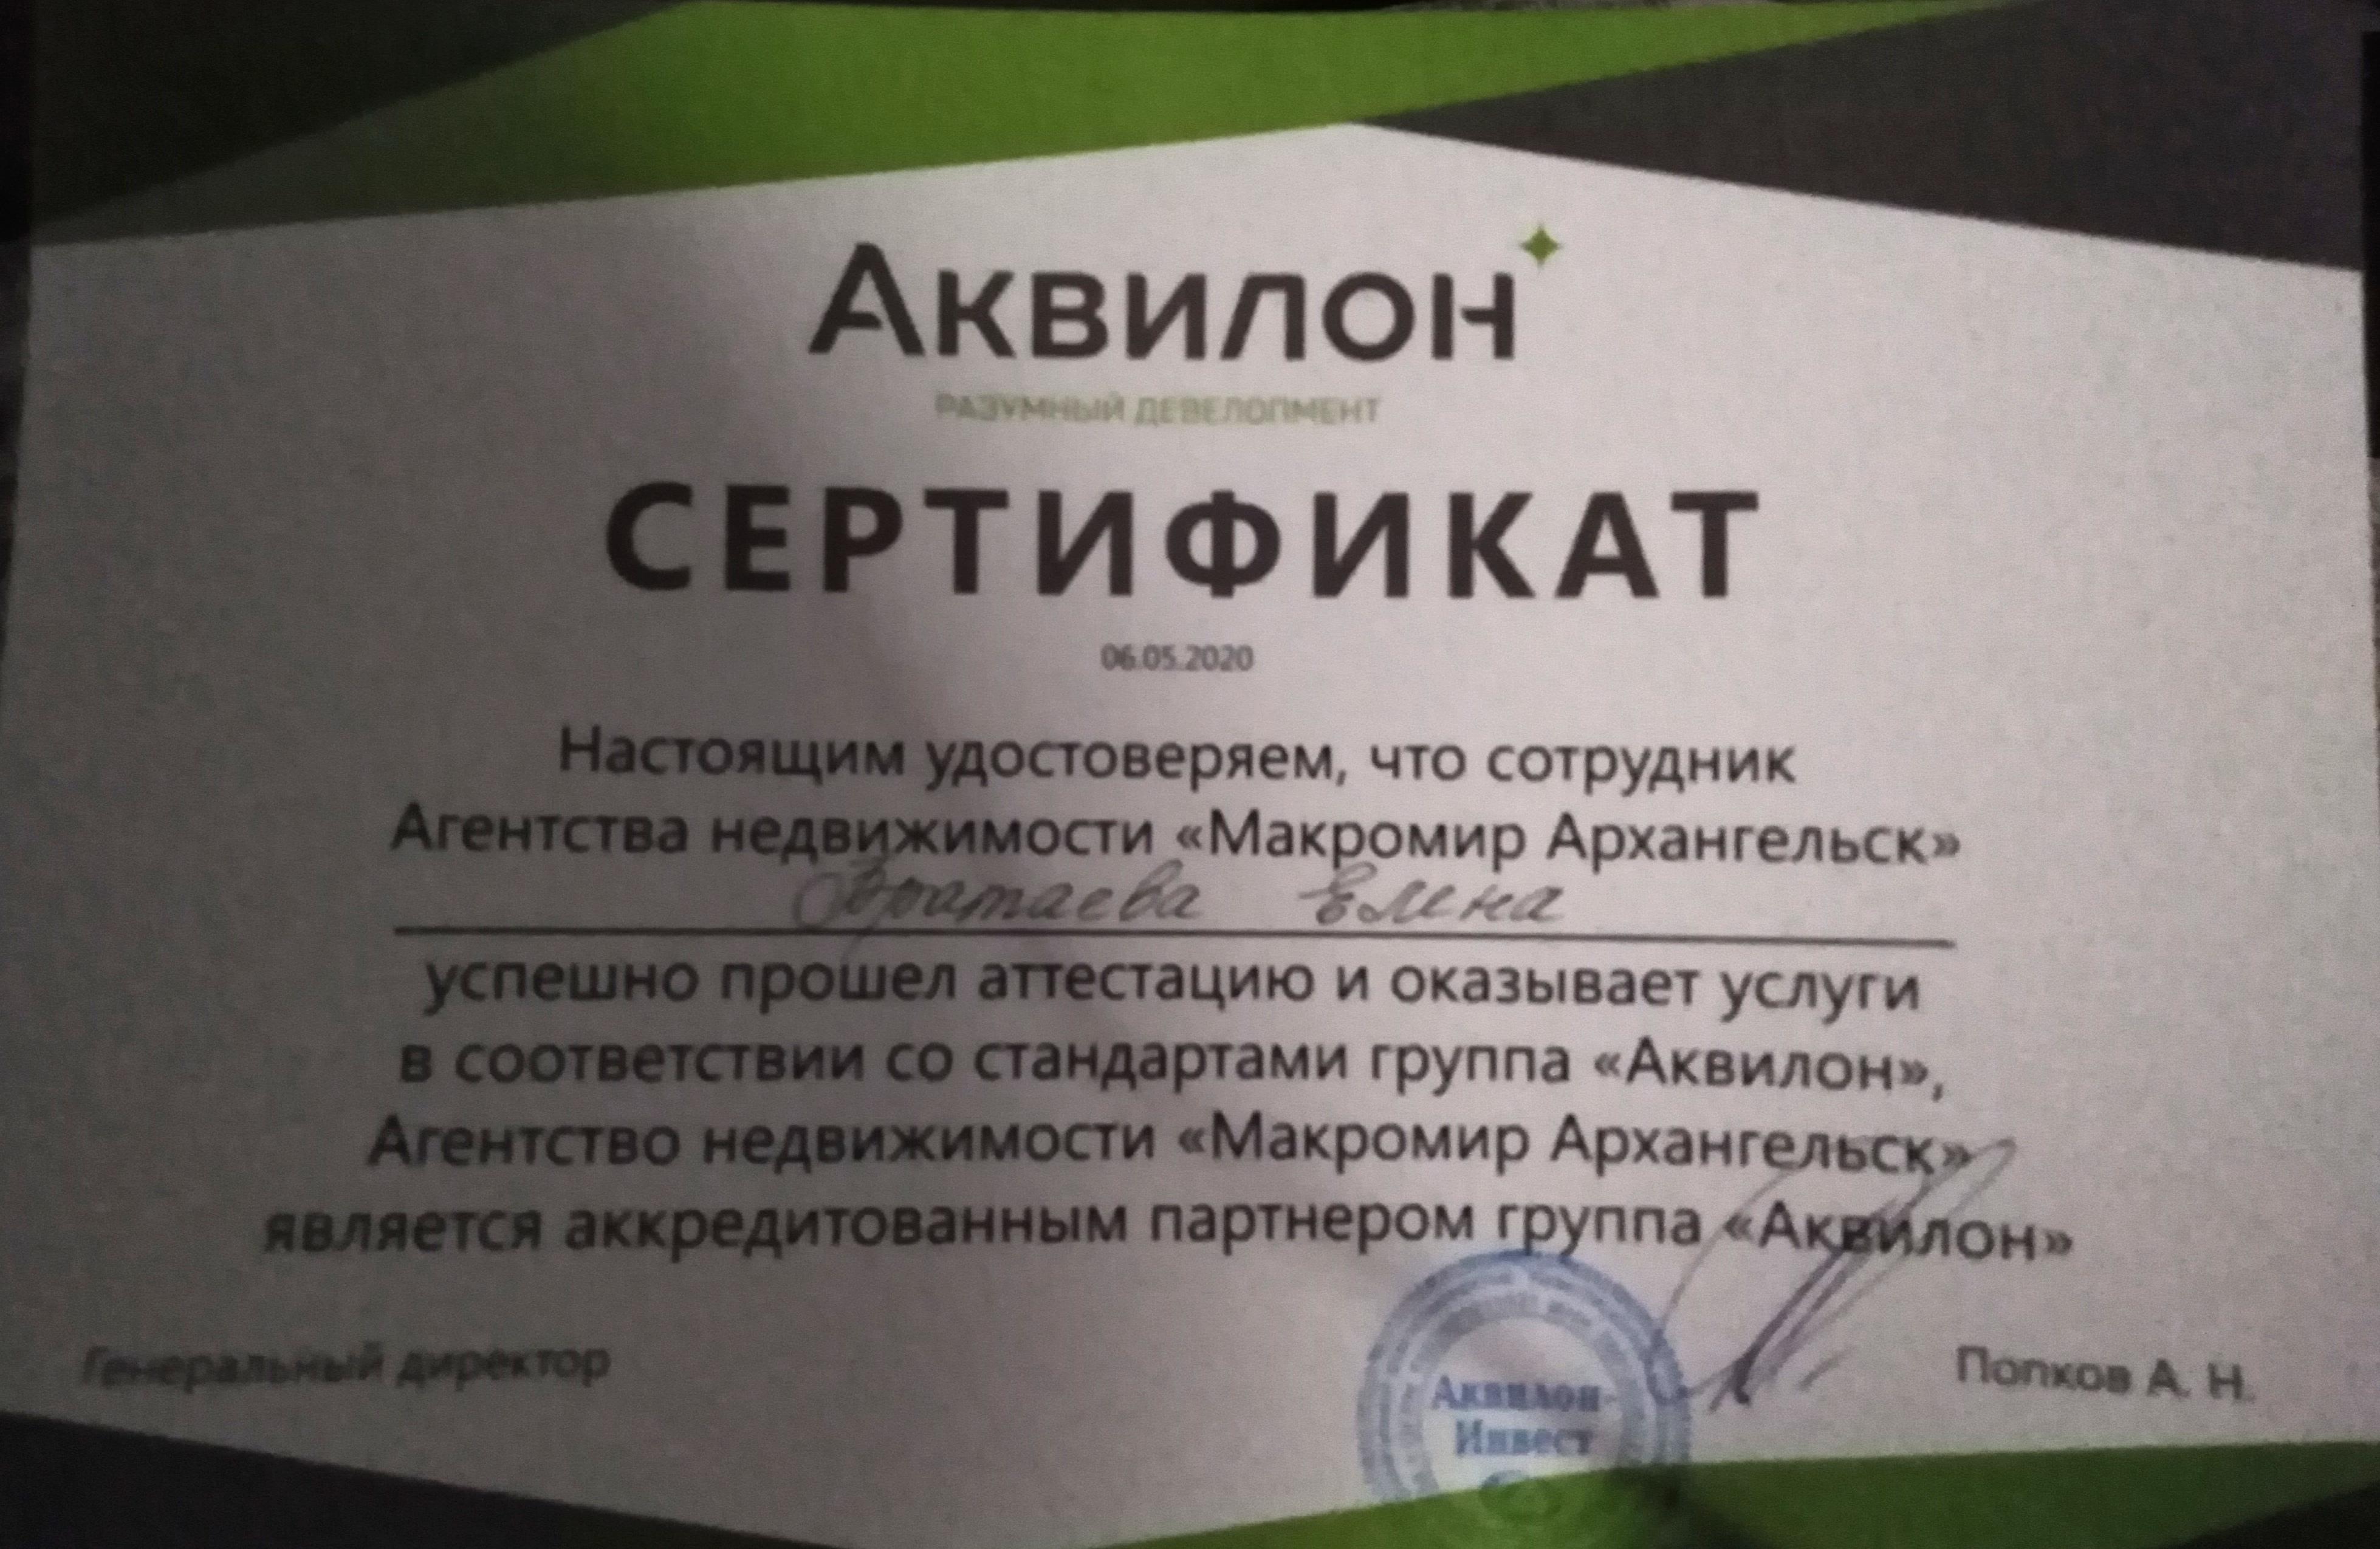 Аквилон
РАЗУМНЫЙ ДЕВЕЛОПМЕНТ
СЕРТИФИКАТ
06.05.2020
Настоящим удостоверяем, что сотрудник
Агентства недвижимости «Макромир Архангельск»
Елена
успешно прошел аттестацию и оказывает услуги
в соответствии со стандартами группа «Аквилон»,
Агентство недвижимости «Макромир Архангельск»
является аккредитованным партнером группа «Аквилон»
Генеральный директор
Аквилон-
Инвест
Попков А. Н.